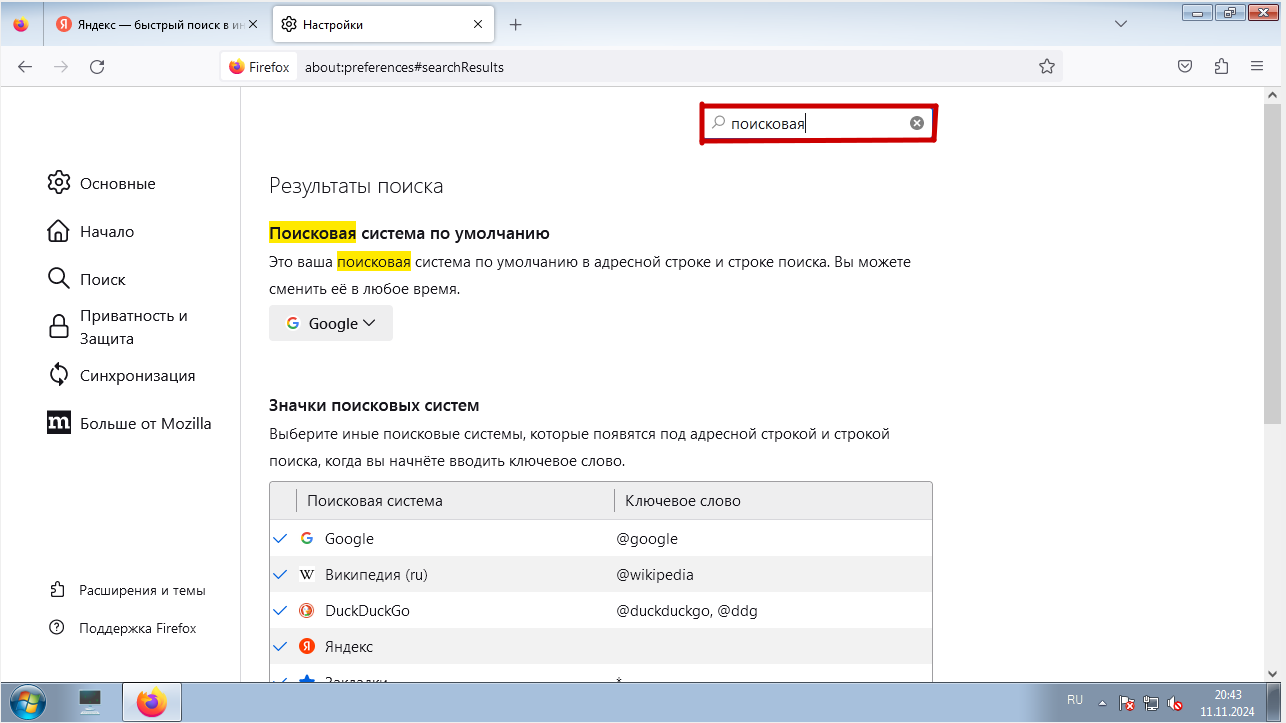 Яндекс — быстрый поиск в ин
Настройки
Firefox
about:preferences#searchResults
поисковая
Основные
Начало
Поиск
Приватность и
Защита
Синхронизация
Больше от Mozilla
Расширения и темы
Поддержка Firefox
Результаты поиска
Поисковая система по умолчанию
Это ваша поисковая система по умолчанию в адресной строке и строке поиска. Вы можете
сменить её в любое время.
Google
Значки поисковых систем
Выберите иные поисковые системы, которые появятся под адресной строкой и строкой
поиска, когда вы начнёте вводить ключевое слово.
Поисковая система Ключевое слово
Google @google
Википедия (ru) @wikipedia
DuckDuckGo @duckduckgo, @ddg
Яндекс
Закладки *
RU
20:43
11.11.2024